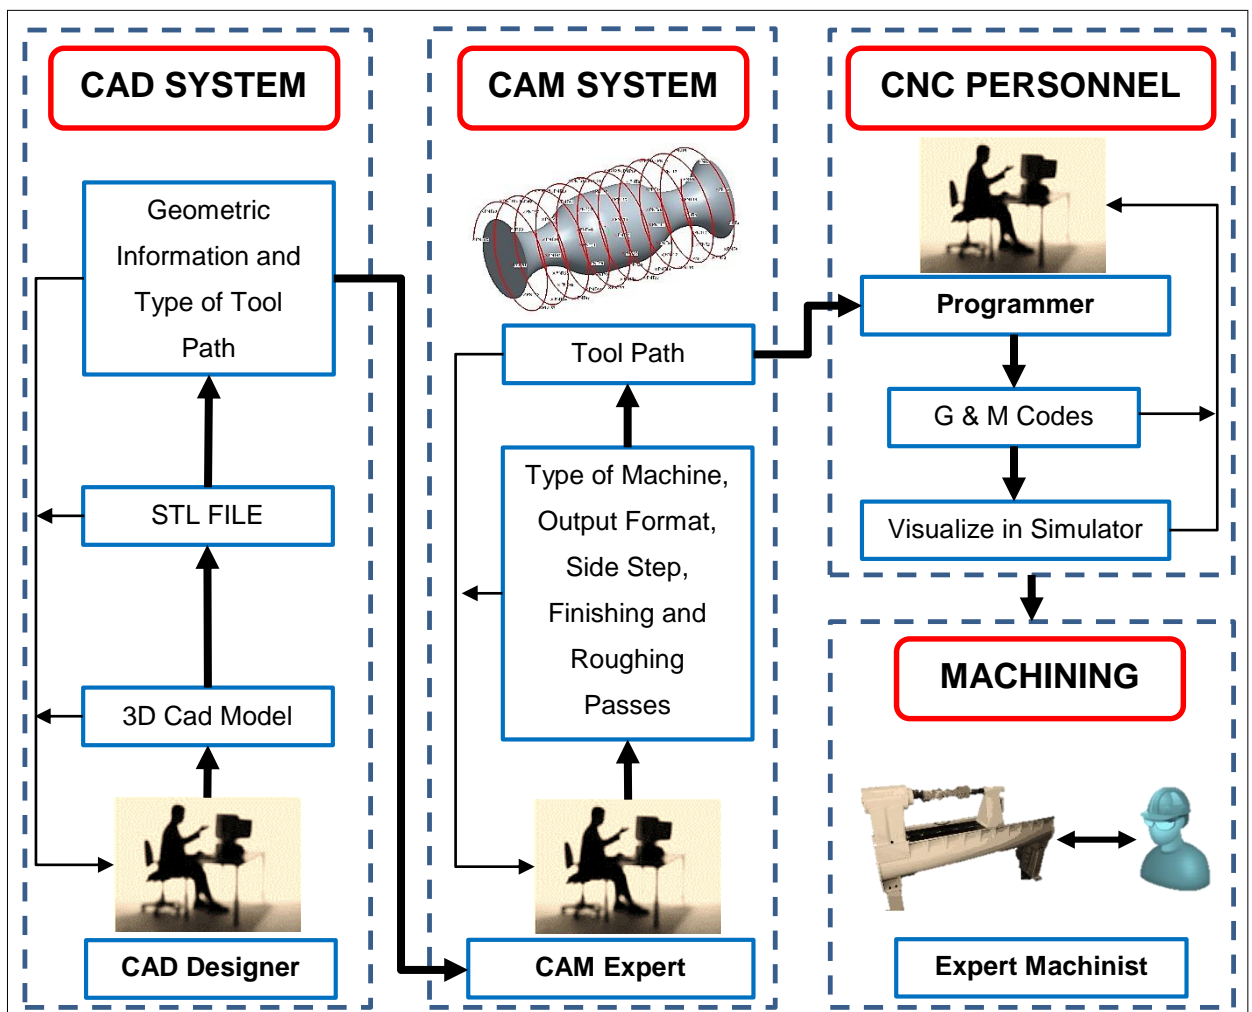 CAD SYSTEM
Geometric
Information and
Type of Tool
Path
STL FILE
3D Cad Model
CAD Designer
CAM SYSTEM
Tool Path
Type of Machine,
Output Format,
Side Step,
Finishing and
Roughing
Passes
CAM Expert
CNC PERSONNEL
Programmer
G & M Codes
Visualize in Simulator
MACHINING
Expert Machinist